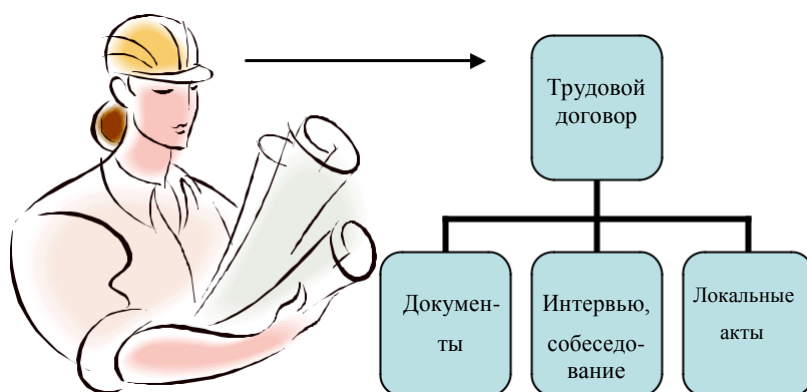 Трудовой
договор
Докумен-
ты
Интервью,
собеседо-
вание
Локальные
акты